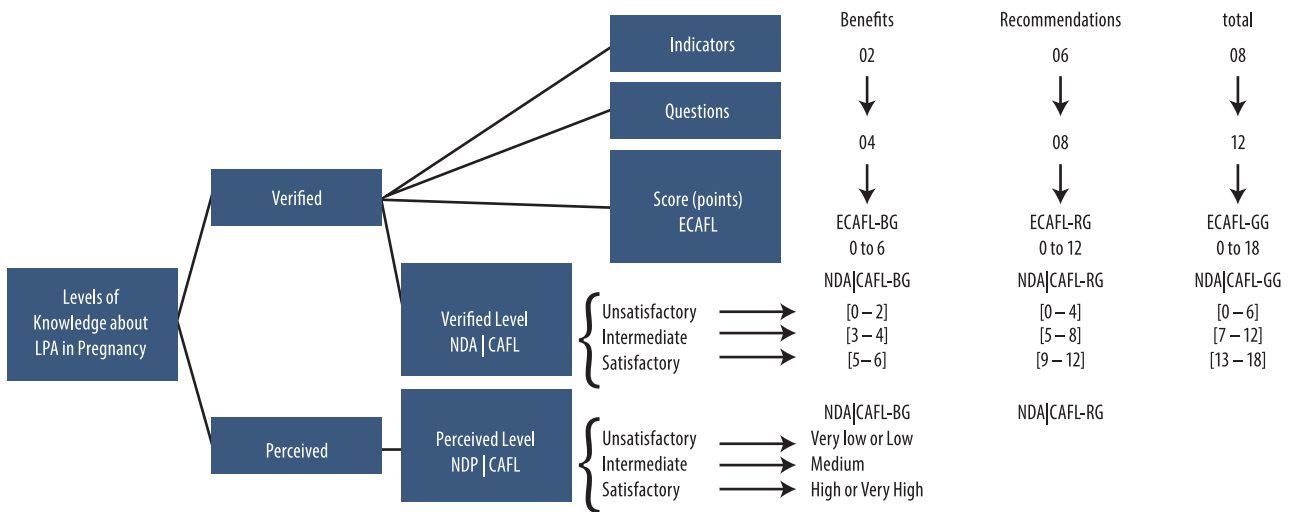 Benefits Recommendations total
Indicators 02 06 08
Questions 04 08 12
Score (points)
ECAFL
ECAFL-BG ECAFL-RG ECAFL-GG
0 to 6 0 to 12 0 to 18
Verified
Levels of
Knowledge about
LPA in Pregnancy
Verified Level
NDA | CAFL
NDA|CAFL-BG NDA|CAFL-RG NDA|CAFL-GG
Unsatisfactory [0 – 2] [0 – 4] [0 – 6]
Intermediate [3 – 4] [5 – 8] [7 – 12]
Satisfactory [5 – 6] [9 – 12] [13 – 18]
Perceived
Perceived Level
NDP | CAFL
NDA|CAFL-BG NDA|CAFL-RG
Unsatisfactory Very low or Low
Intermediate Medium
Satisfactory High or Very High